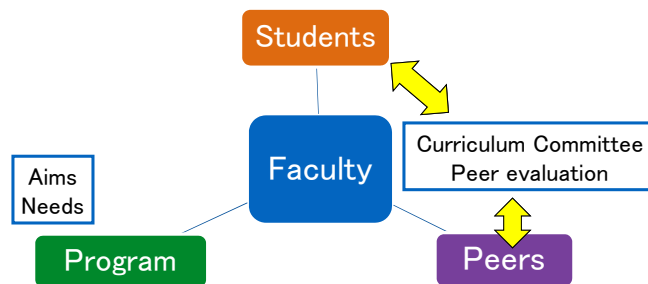 Students
Curriculum Committee
Peer evaluation
Faculty
Aims
Needs
Program
Peers